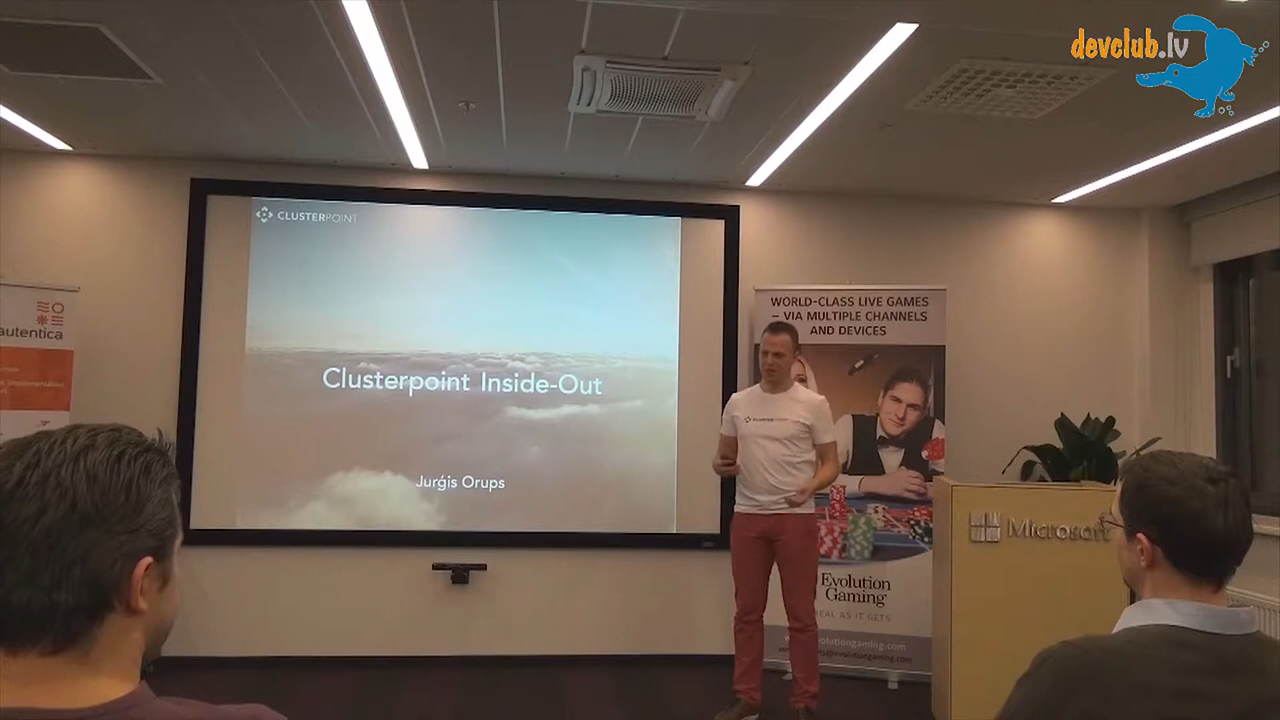 devclub.lv
CLUSTERPOINT
Clusterpoint Inside-Out
Jurģis Orups
autentica
WORLD-CLASS LIVE GAMES
– VIA MULTIPLE CHANNELS
AND DEVICES
CLUSTERPOINT
Evolution
Gaming
REAL AS IT GETS
Microsoft